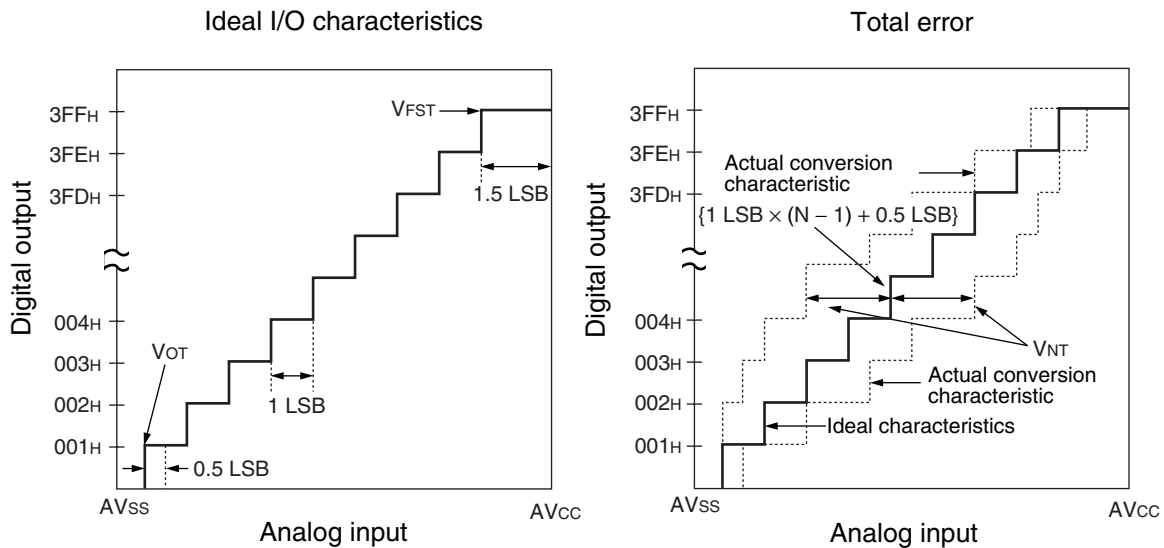 Ideal I/O characteristics
Digital output
3FFH
3FEH
3FDH
004H
003H
002H
001H
VFST
1.5 LSB
VOT
1 LSB
0.5 LSB
AVSS
AVCC
Analog input
Total error
Digital output
3FFH
3FEH
3FDH
004H
003H
002H
001H
Actual conversion
characteristic
{1 LSB × (N – 1) + 0.5 LSB}
VNT
Actual conversion
characteristic
Ideal characteristics
AVSS
AVCC
Analog input